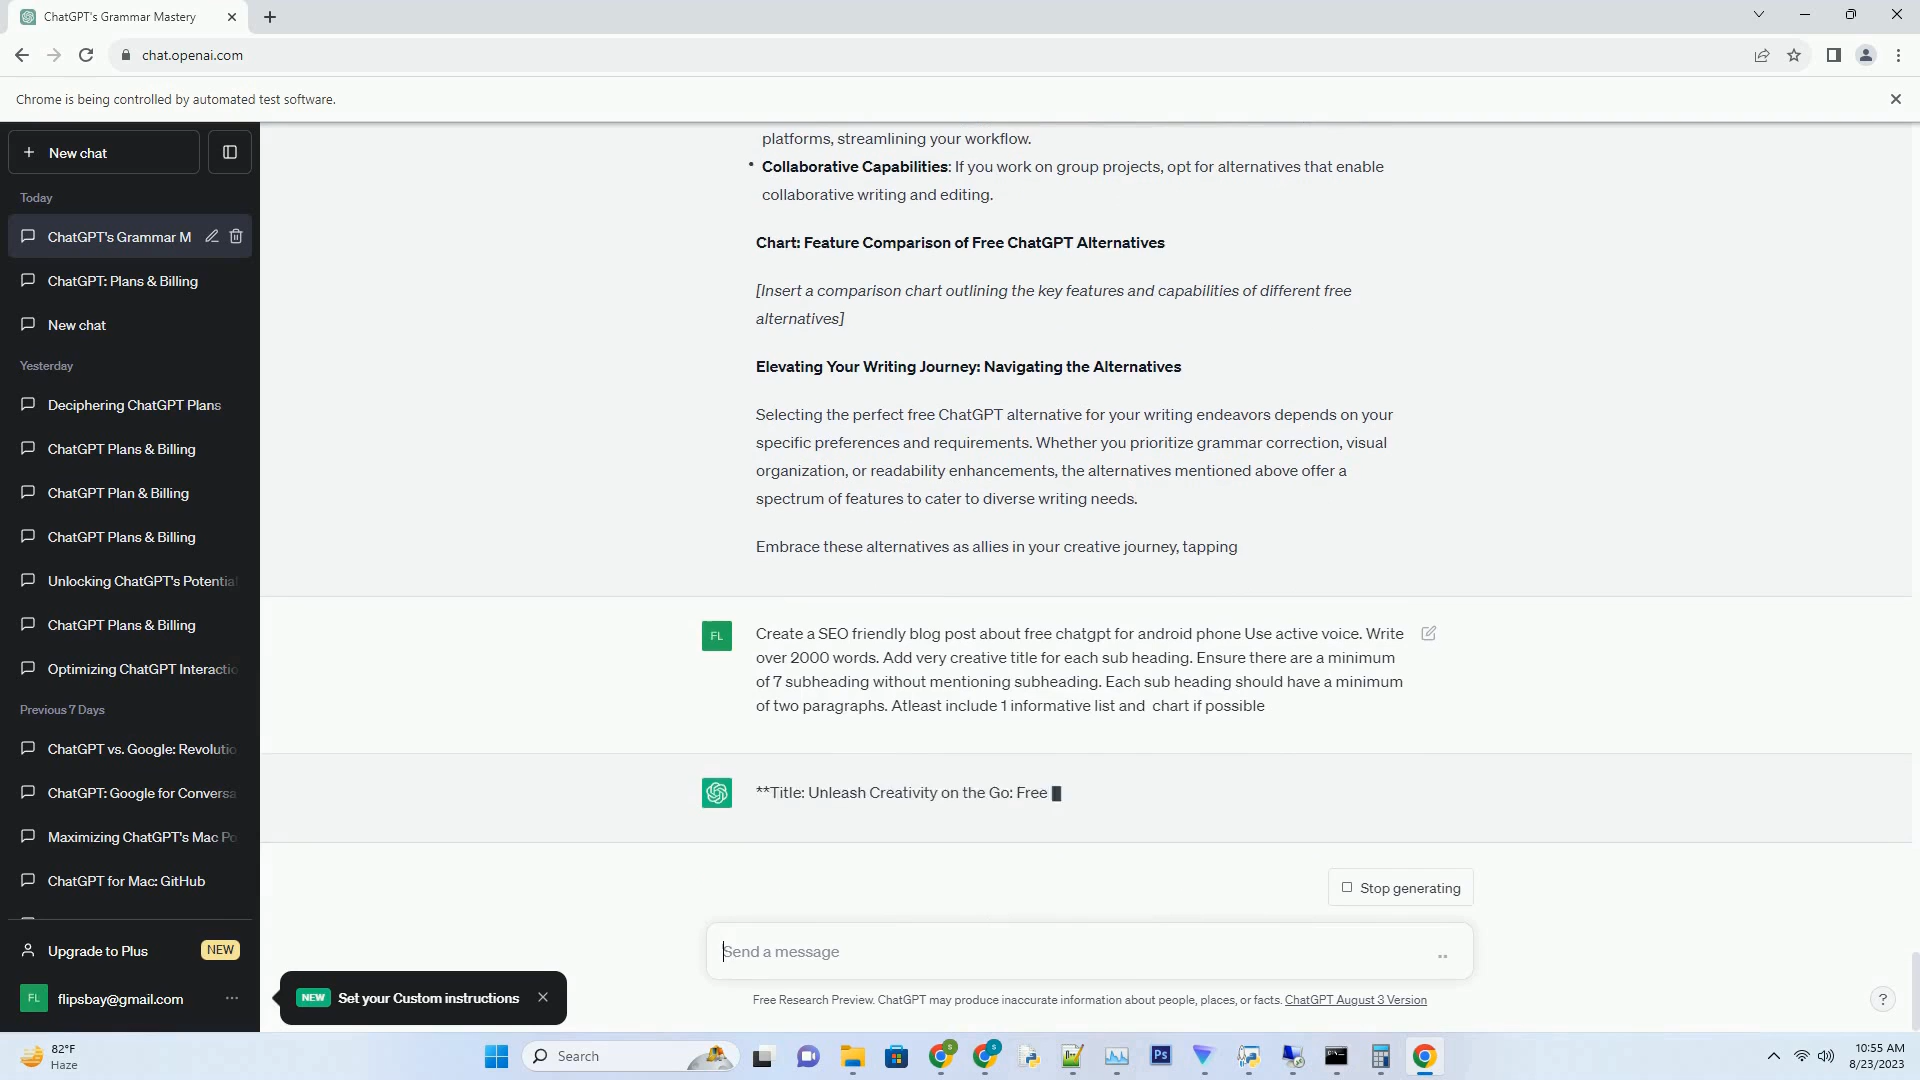 ChatGPT's Grammar Mastery
chat.openai.com
Chrome is being controlled by automated test software.
New chat
Today
ChatGPT's Grammar M
ChatGPT: Plans & Billing
New chat
Yesterday
Deciphering ChatGPT Plans
ChatGPT Plans & Billing
ChatGPT Plan & Billing
ChatGPT Plans & Billing
Unlocking ChatGPT's Potential
ChatGPT Plans & Billing
Optimizing ChatGPT Interactio
Previous 7 Days
ChatGPT vs. Google: Revolutio
ChatGPT: Google for Conversa
Maximizing ChatGPT's Mac Po
ChatGPT for Mac: GitHub
Upgrade to Plus NEW
FL flipsbay@gmail.com
NEW Set your Custom instructions
platforms, streamlining your workflow.
• Collaborative Capabilities: If you work on group projects, opt for alternatives that enable
collaborative writing and editing.
Chart: Feature Comparison of Free ChatGPT Alternatives
[Insert a comparison chart outlining the key features and capabilities of different free
alternatives]
Elevating Your Writing Journey: Navigating the Alternatives
Selecting the perfect free ChatGPT alternative for your writing endeavors depends on your
specific preferences and requirements. Whether you prioritize grammar correction, visual
organization, or readability enhancements, the alternatives mentioned above offer a
spectrum of features to cater to diverse writing needs.
Embrace these alternatives as allies in your creative journey, tapping
FL
Create a SEO friendly blog post about free chatgpt for android phone Use active voice. Write
over 2000 words. Add very creative title for each sub heading. Ensure there are a minimum
of 7 subheading without mentioning subheading. Each sub heading should have a minimum
of two paragraphs. Atleast include 1 informative list and chart if possible
**Title: Unleash Creativity on the Go: Free
Stop generating
Send a message
Free Research Preview. ChatGPT may produce inaccurate information about people, places, or facts. ChatGPT August 3 Version
?
82°F
Haze
Search
Ps
10:55 AM
8/23/2023